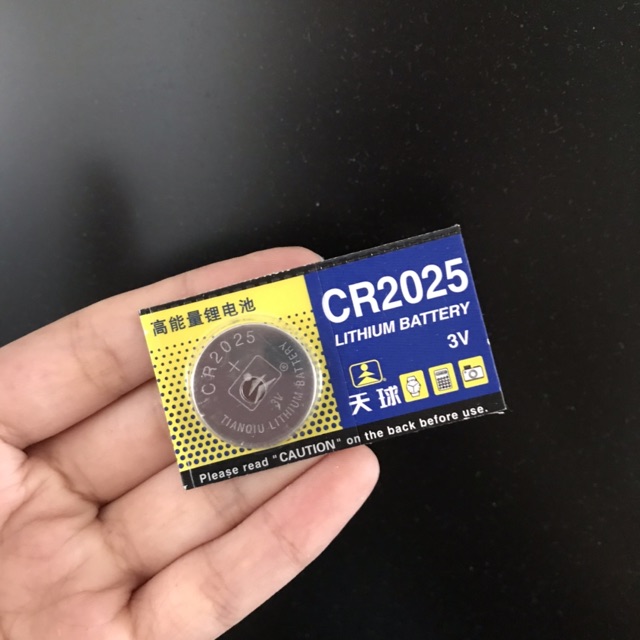 高能量锂电池
CR2025
+
3V
TIANQIU LITHIUM BATTERY
®
CR2025
LITHIUM BATTERY
3V
天球
Please read "CAUTION" on the back before use.